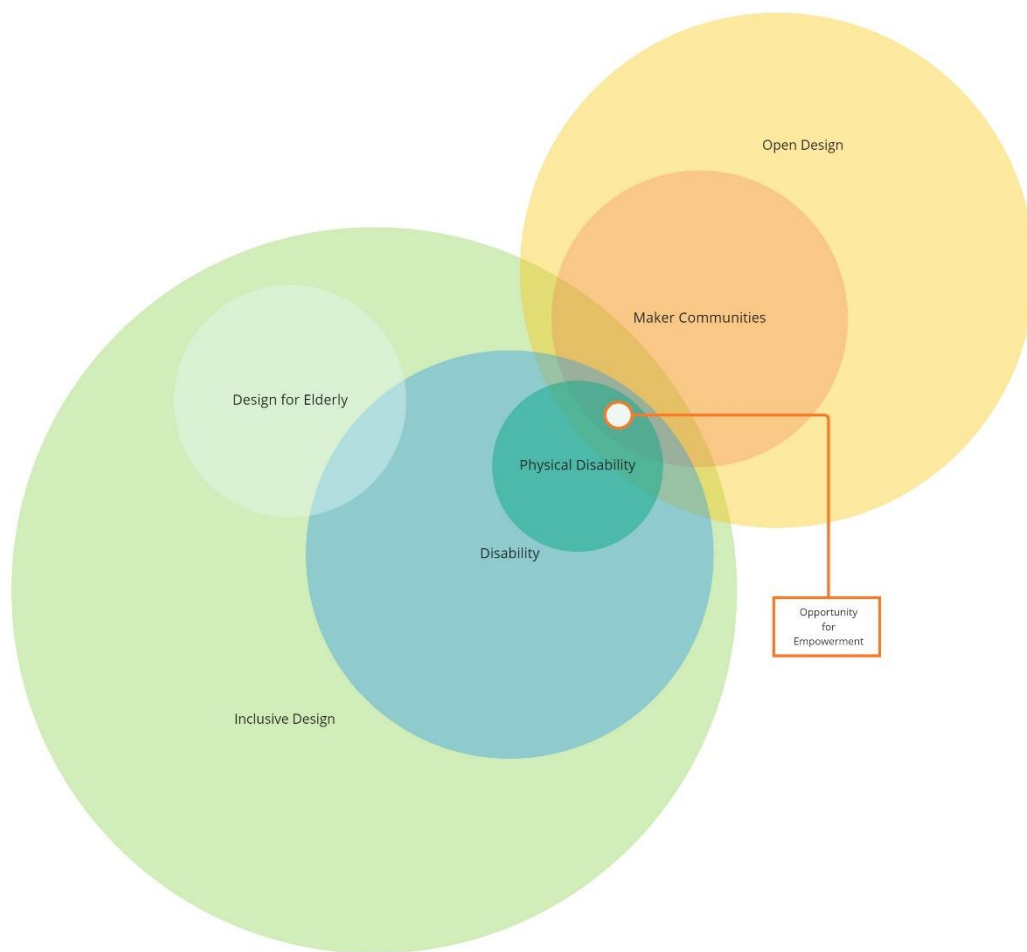 Open Design
Maker Communities
Design for Elderly
Physical Disability
Disability
Opportunity
for
Empowerment
Inclusive Design